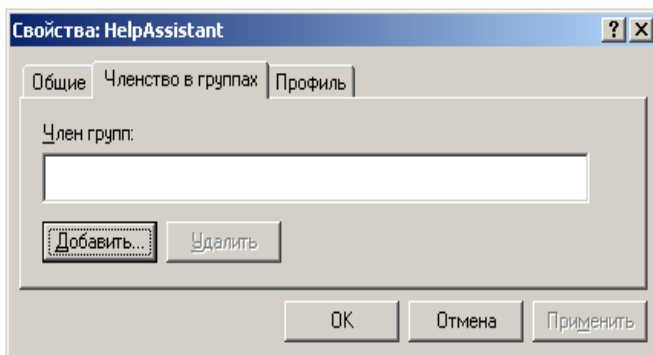 Свойства: HelpAssistant
Общие Членство в группах Профиль
Член групп:
Добавить... Удалить
OK Отмена Применить